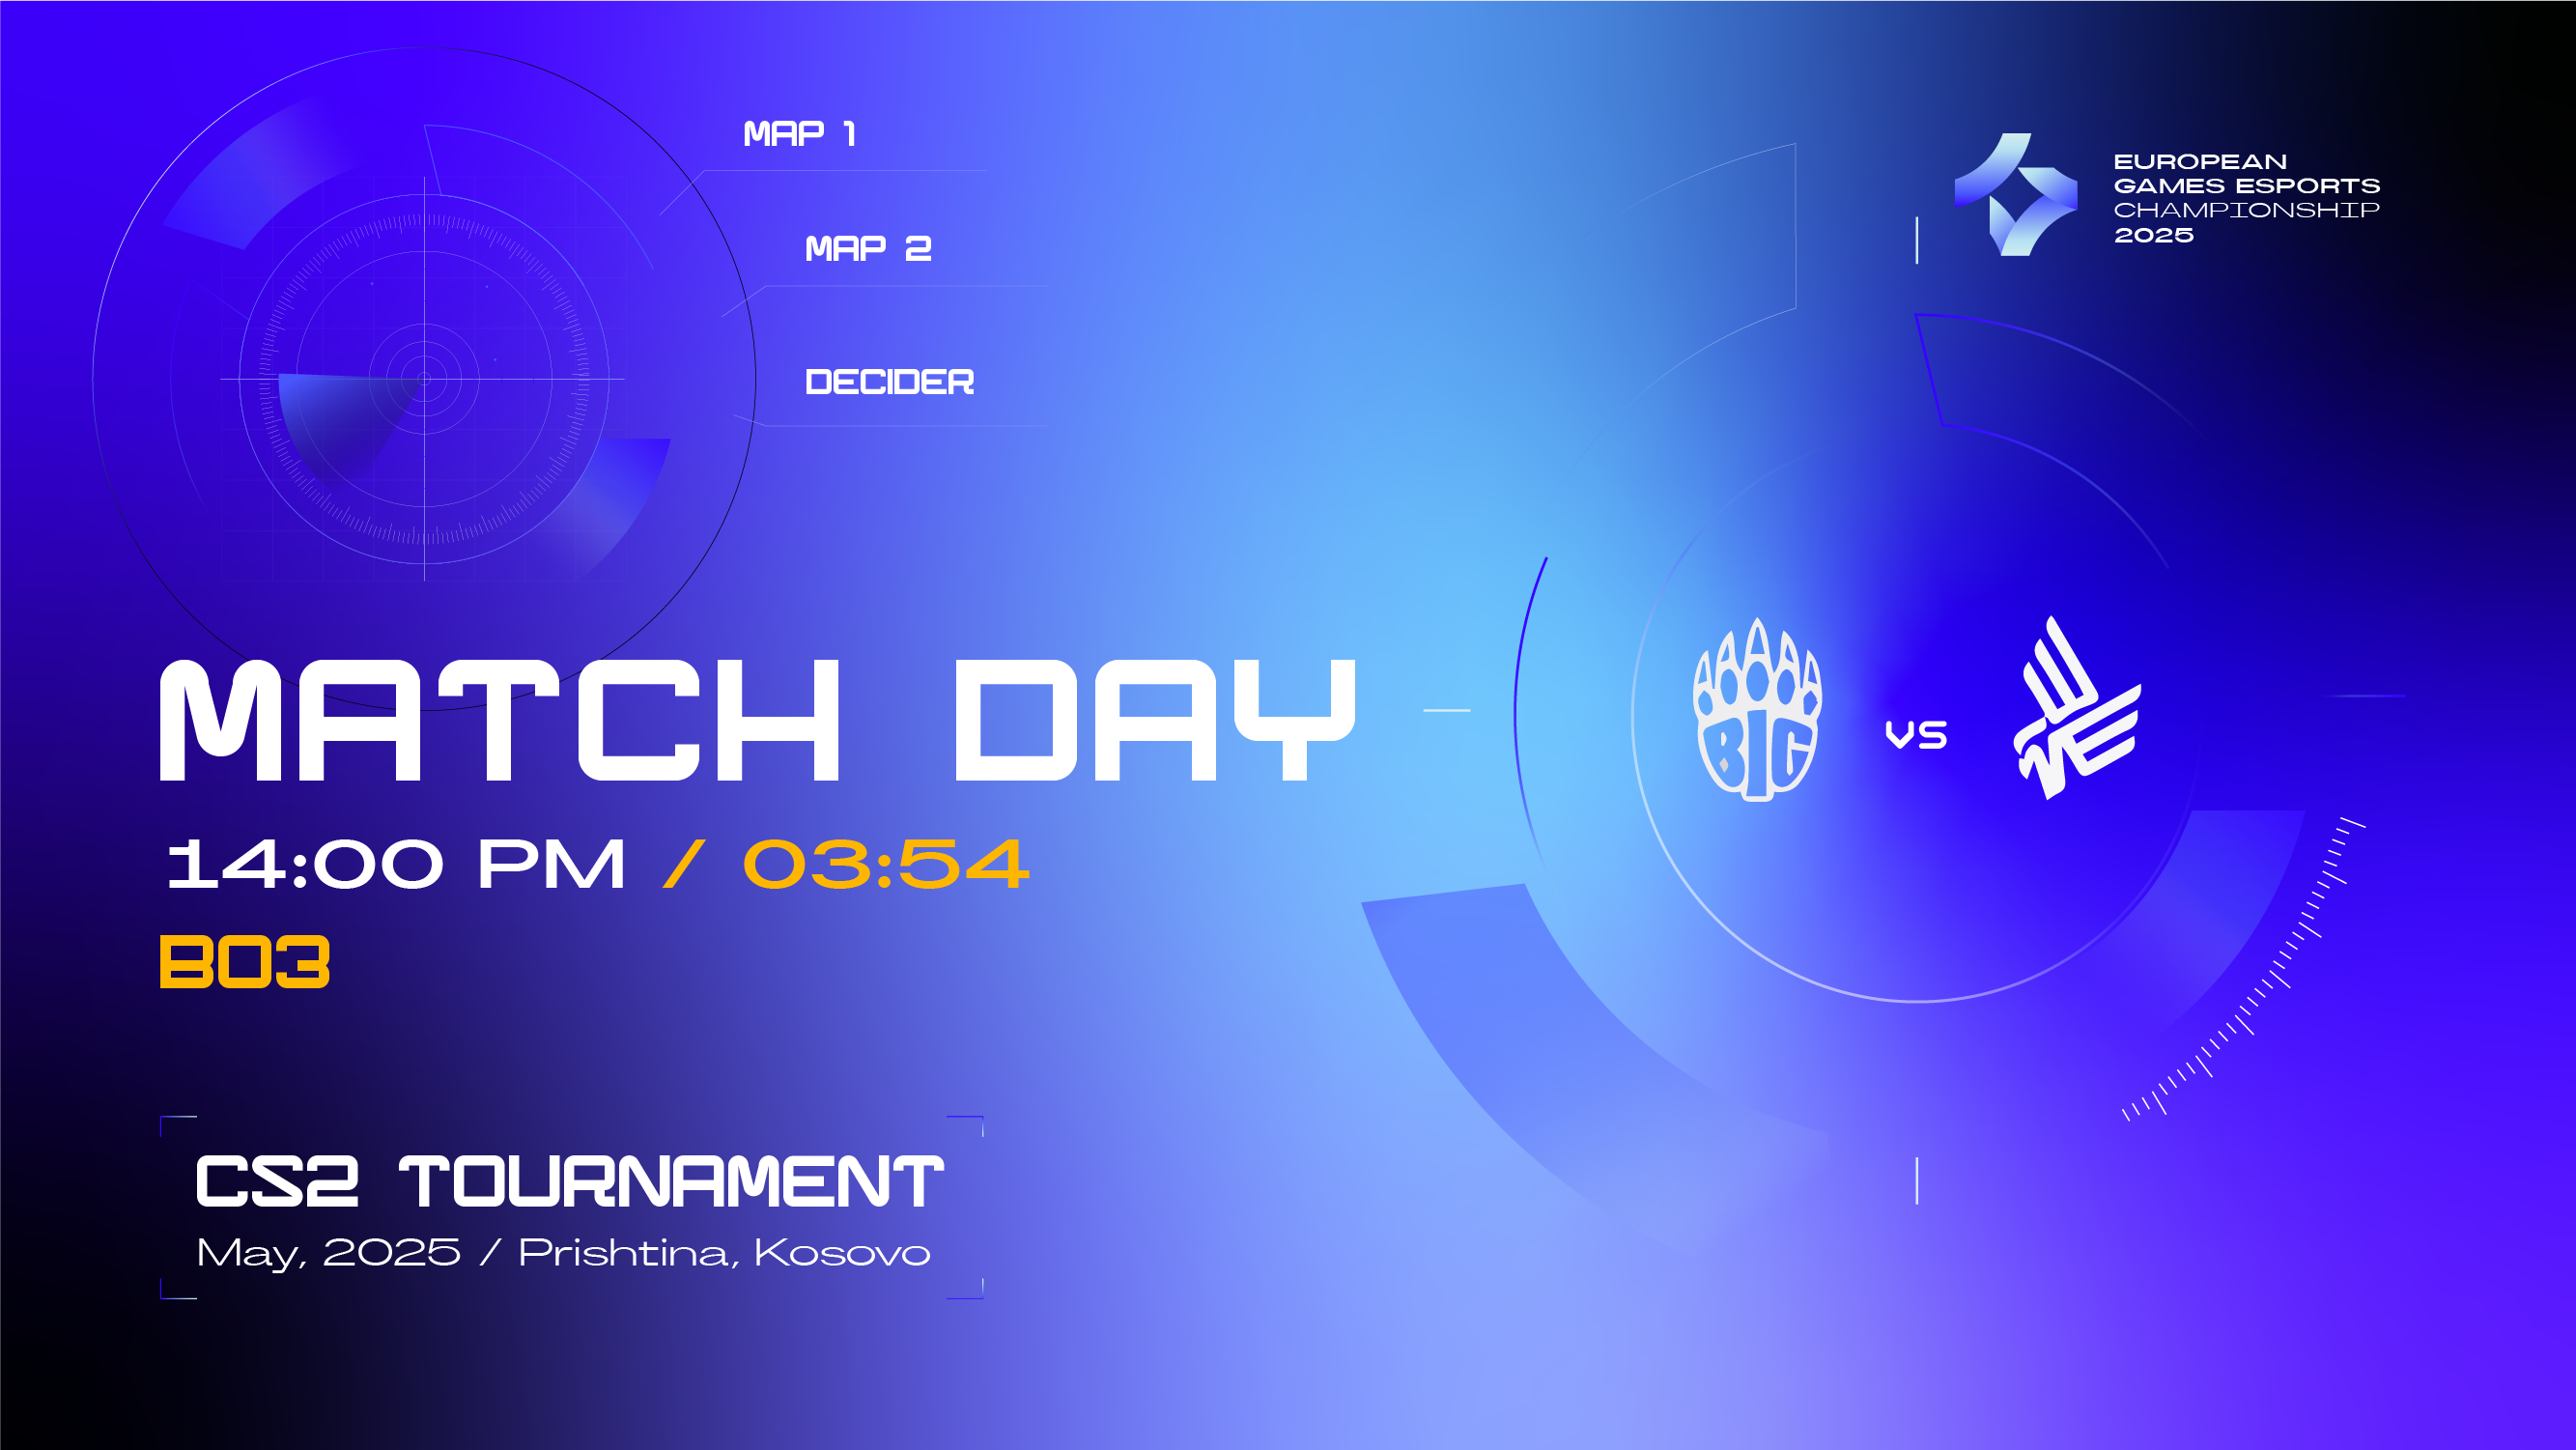 MAP 1
MAP 2
DECIDER
EUROPEAN
GAMES ESPORTS
CHAMPIONSHIP
2025
MATCH DAY
BIG
VS
14:00 PM / 03:54
BO3
CS2 TOURNAMENT
May, 2025 / Prishtina, Kosovo